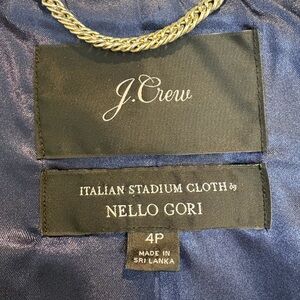 J.Crew
ITALIAN STADIUM CLOTH by
NELLO GORI
4P
MADE IN
SRI LANKA